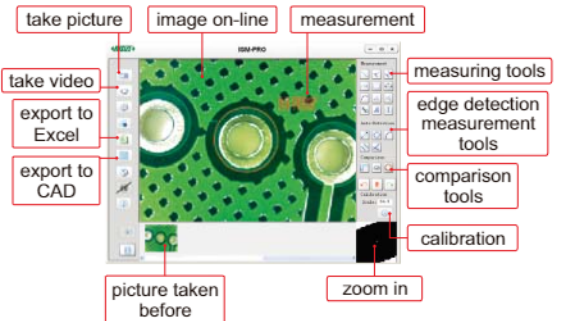 take picture
image on-line
measurement
ISM-PRO
take video
export to
Excel
export to
CAD
measuring tools
edge detection
measurement
tools
comparison
tools
calibration
zoom in
picture taken
before